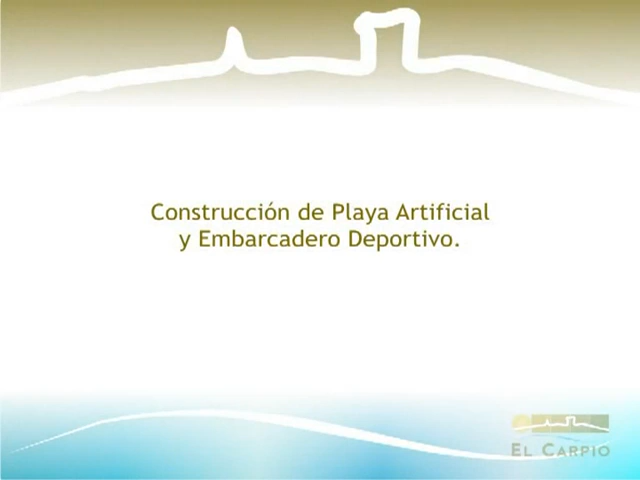 Construcción de Playa Artificial
y Embarcadero Deportivo.
EL CARPIO